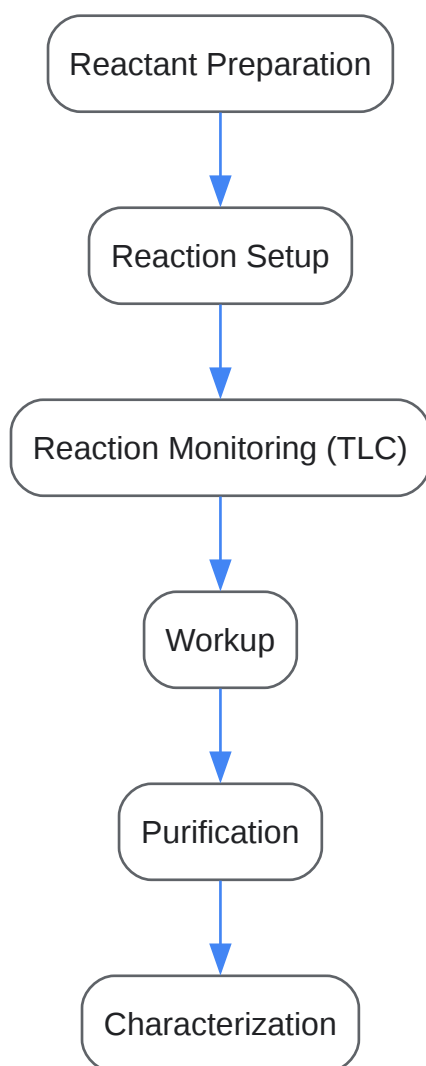 Reactant Preparation
Reaction Setup
Reaction Monitoring (TLC)
Workup
Purification
Characterization